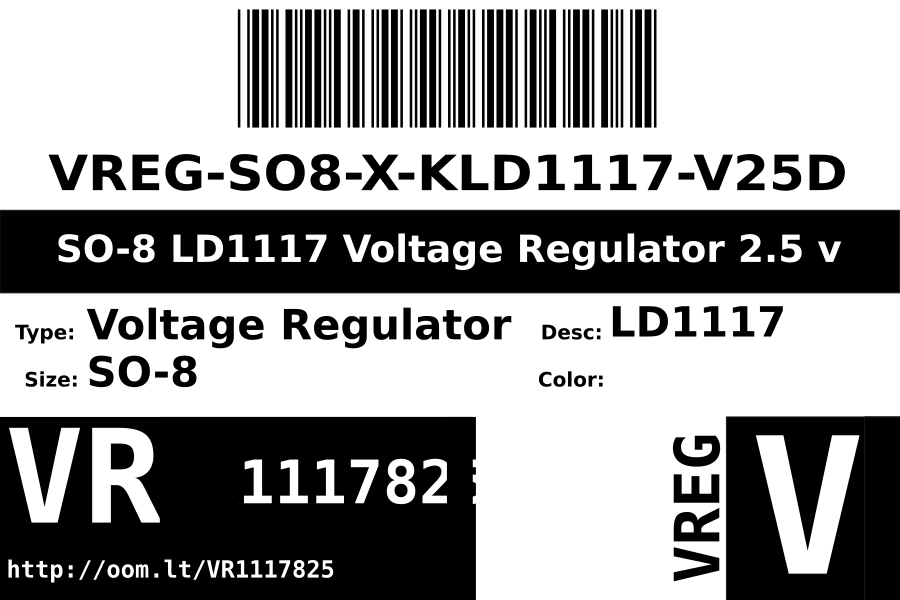 VREG-SO8-X-KLD1117-V25D
SO-8 LD1117 Voltage Regulator 2.5 v
Type: Voltage Regulator Desc: LD1117
Size: SO-8 Color:
VR 111782
VREG V
http://oom.lt/VR1117825